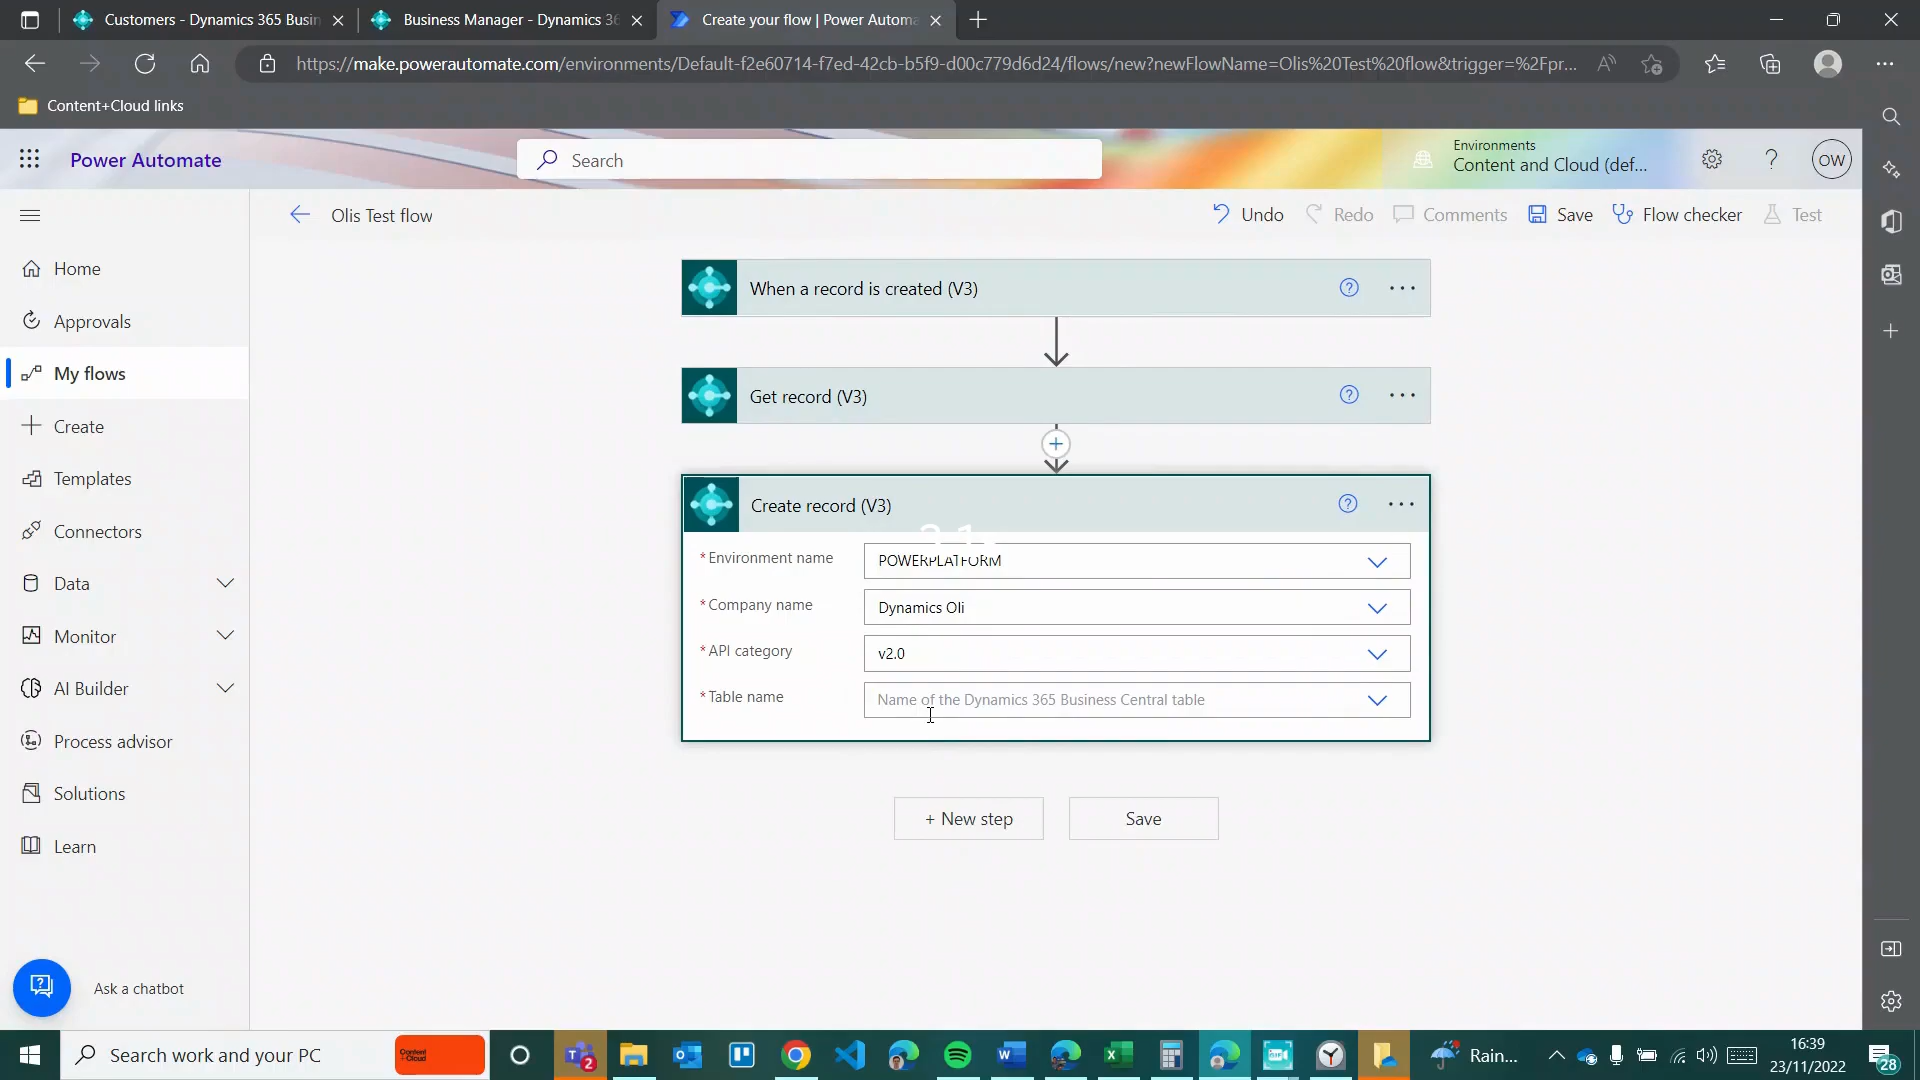 Customers - Dynamics 365 Busin
Business Manager - Dynamics 36
Create your flow | Power Automa
https://make.powerautomate.com/environments/Default-f2e60714-f7ed-42cb-b5f9-d00c779d6d24/flows/new?newFlowName=Olis%20Test%20flow&trigger=%2Fpr...
Content+Cloud links
Power Automate
Search
Environments
Content and Cloud (def...
OW
Olis Test flow
Undo
Redo
Comments
Save
Flow checker
Test
Home
Approvals
My flows
Create
Templates
Connectors
Data
Monitor
AI Builder
Process advisor
Solutions
Learn
Ask a chatbot
When a record is created (V3)
Get record (V3)
Create record (V3)
* Environment name
POWERPLATFORM
* Company name
Dynamics Oli
* API category
v2.0
* Table name
Name of the Dynamics 365 Business Central table
+ New step
Save
Search work and your PC
Content
+Cloud
2
Rain...
16:39
23/11/2022
28